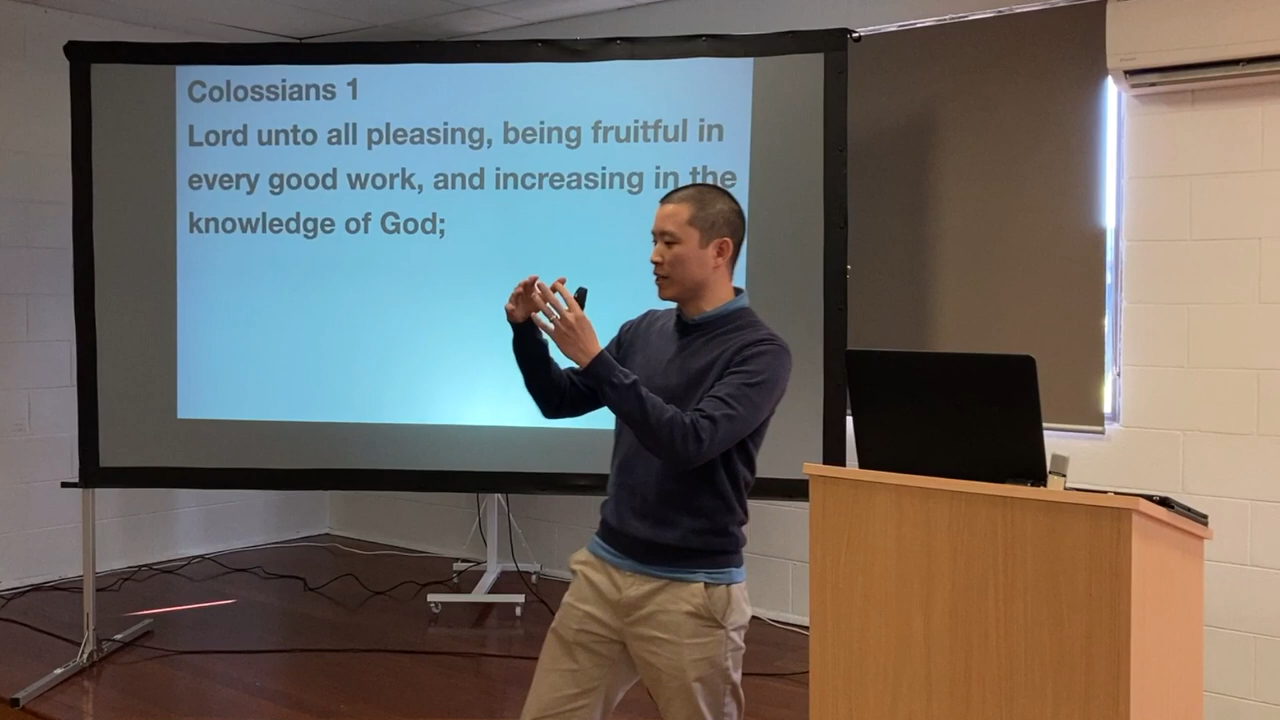 Colossians 1
Lord unto all pleasing, being fruitful in
every good work, and increasing in the
knowledge of God;